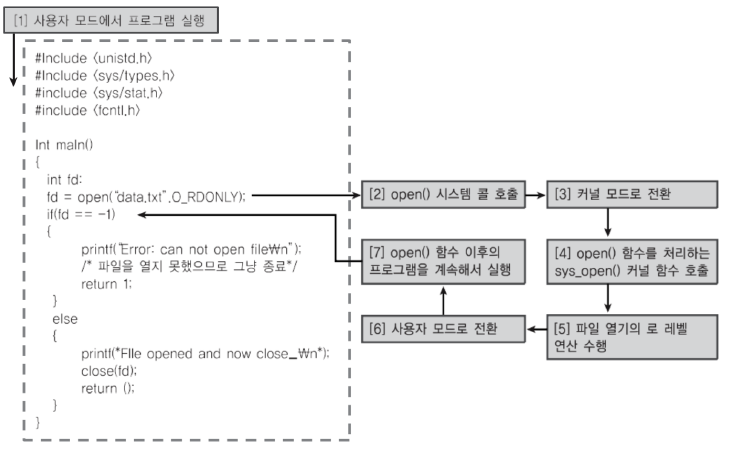 [1] 사용자 모드에서 프로그램 실행
#Include <unistd.h>
#Include <sys/types.h>
#include <sys/stat.h>
#include <fcntl.h>
Int maIn()
{
int fd:
fd = open("data.txt",O_RDONLY);
if(fd == -1)
{
printf("Error: can not open file₩n");
/* 파일을 열지 못했으므로 그냥 종료*/
return 1;
}
else
{
printf("FIle opened and now close_₩n");
close(fd);
return ();
}
}
[2] open() 시스템 콜 호출
[3] 커널 모드로 전환
[4] open() 함수를 처리하는
sys_open() 커널 함수 호출
[5] 파일 열기의 로 레벨
연산 수행
[6] 사용자 모드로 전환
[7] open() 함수 이후의
프로그램을 계속해서 실행